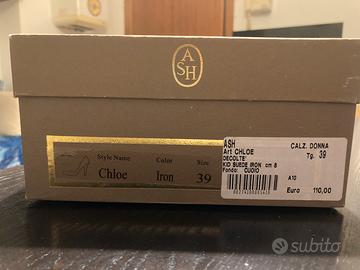 ASH
Style Name Color Size
Chloe Iron 39
ASH CALZ. DONNA
Art CHLOE Tg. 39
DECOLTE'
KID SUEDE IRON cm 8
Fondo: CUOIO
A10
Euro 110,00
subito